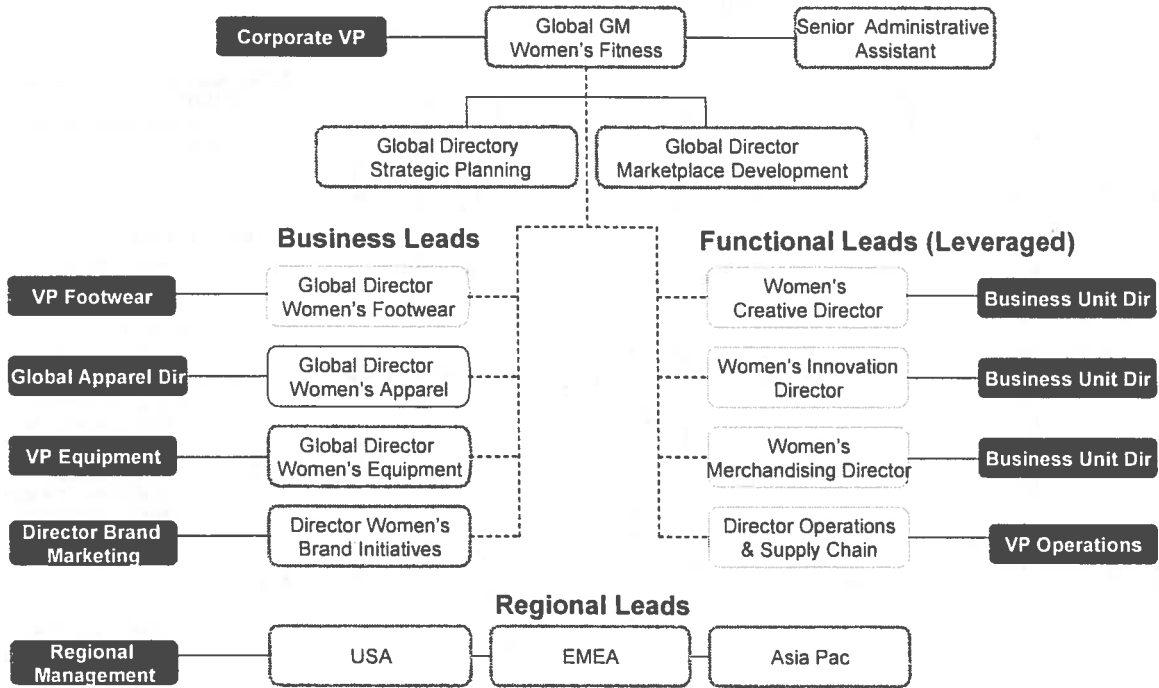 Corporate VP
Global GM
Women's Fitness
Senior Administrative
Assistant
Global Directory
Strategic Planning
Global Director
Marketplace Development
Business Leads
Functional Leads (Leveraged)
VP Footwear
Global Director
Women's Footwear
Women's
Creative Director
Business Unit Dir
Global Apparel Dir
Global Director
Women's Apparel
Women's Innovation
Director
Business Unit Dir
VP Equipment
Global Director
Women's Equipment
Women's
Merchandising Director
Business Unit Dir
Director Brand
Marketing
Director Women's
Brand Initiatives
Director Operations
& Supply Chain
VP Operations
Regional Leads
Regional
Management
USA
EMEA
Asia Pac